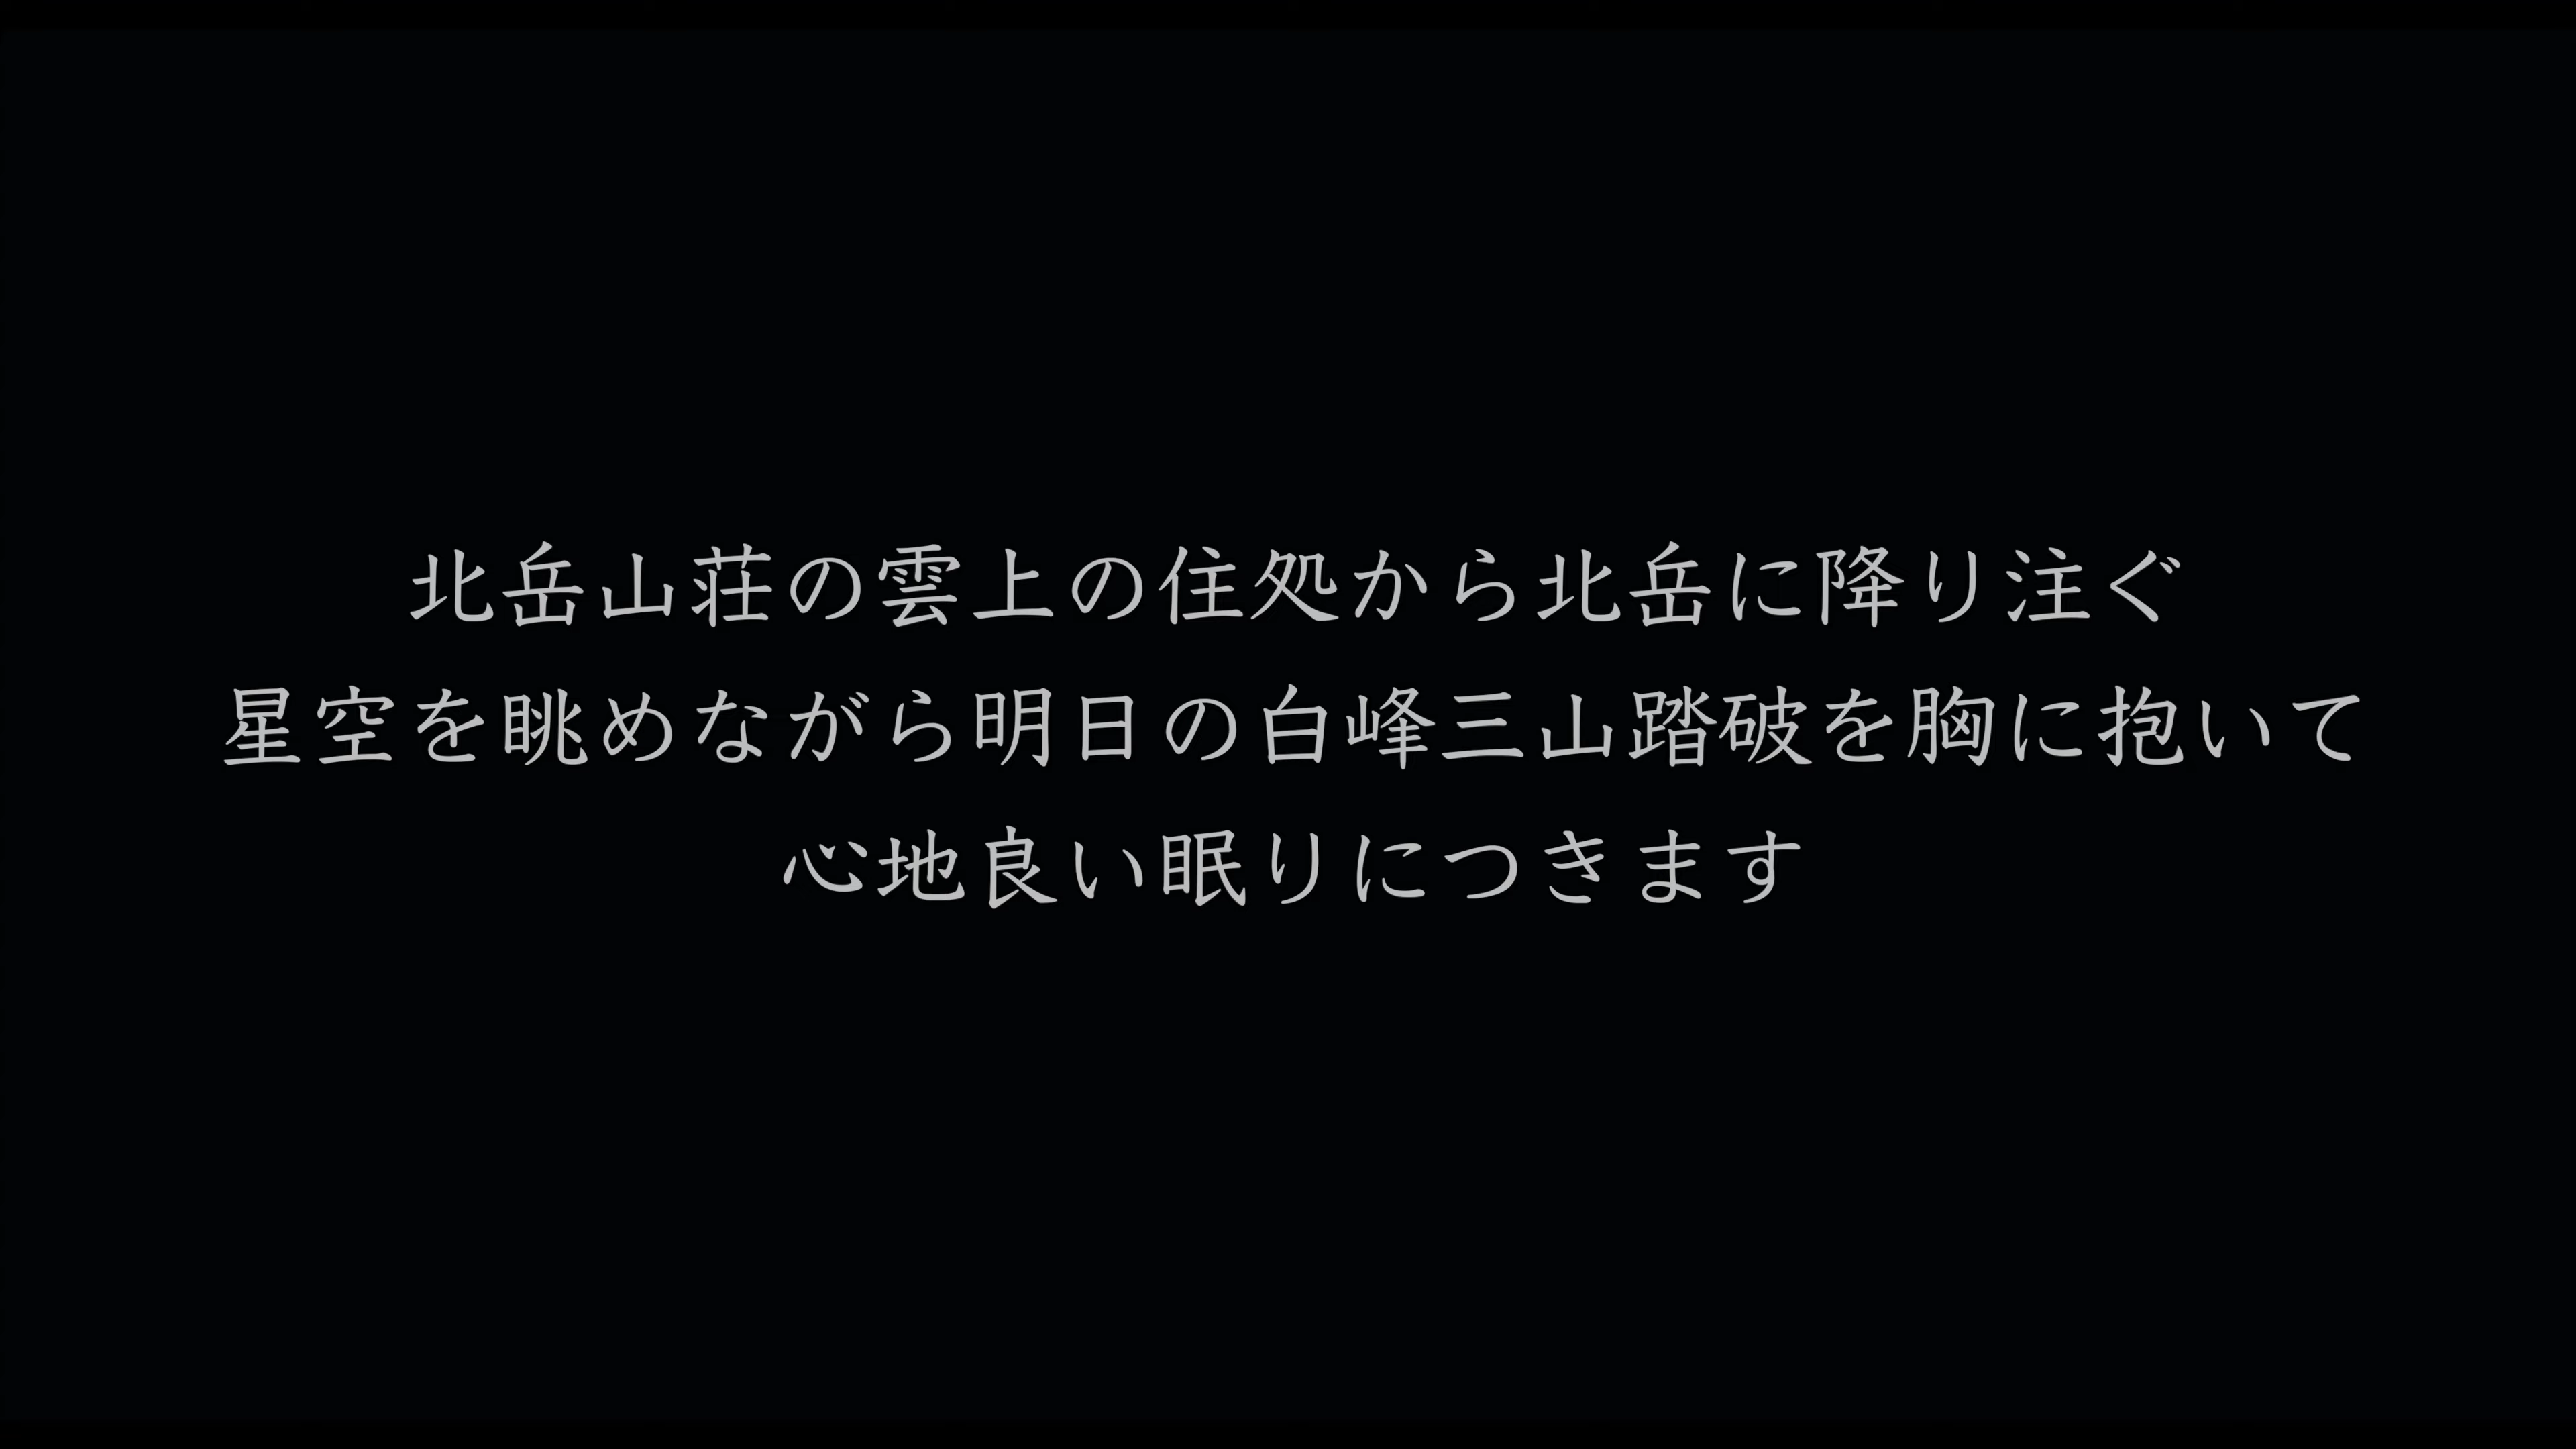 北岳山荘の雲上の住処から北岳に降り注ぐ
星空を眺めながら明日の白峰三山踏破を胸に抱いて
心地良い眠りにつきます